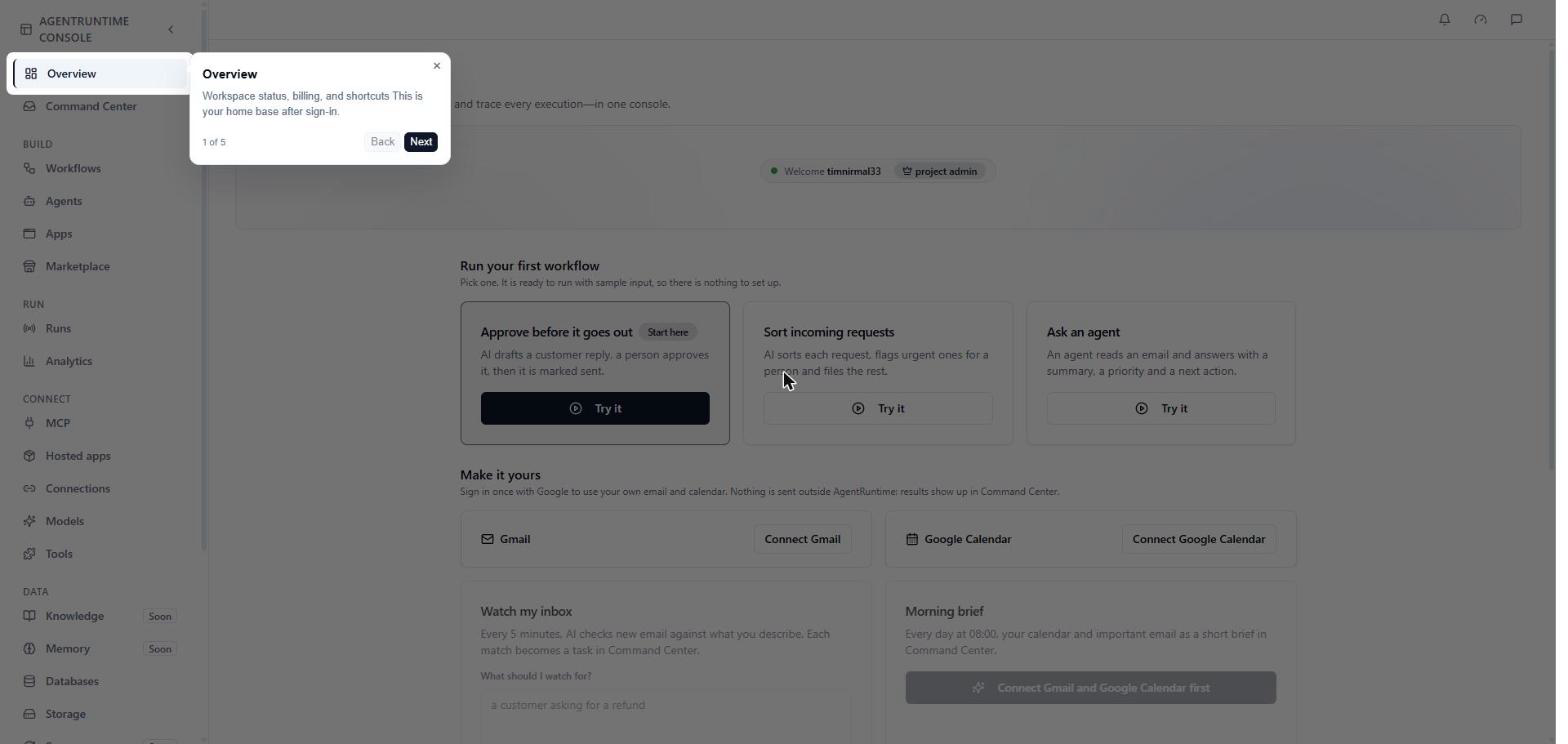 AGENTRUNTIME
CONSOLE
Overview
Command Center
BUILD
Workflows
Agents
Apps
Marketplace
RUN
Runs
Analytics
CONNECT
MCP
Hosted apps
Connections
Models
Tools
DATA
Knowledge Soon
Memory Soon
Databases
Storage
Overview
Workspace status, billing, and shortcuts This is
your home base after sign-in.
1 of 5 Back Next
and trace every execution—in one console.
Welcome timnirmal33 project admin
Run your first workflow
Pick one. It is ready to run with sample input, so there is nothing to set up.
Approve before it goes out Start here
AI drafts a customer reply, a person approves
it, then it is marked sent.
Try it
Sort incoming requests
AI sorts each request, flags urgent ones for a
person and files the rest.
Try it
Ask an agent
An agent reads an email and answers with a
summary, a priority and a next action.
Try it
Make it yours
Sign in once with Google to use your own email and calendar. Nothing is sent outside AgentRuntime: results show up in Command Center.
Gmail Connect Gmail
Google Calendar Connect Google Calendar
Watch my inbox
Every 5 minutes, AI checks new email against what you describe. Each
match becomes a task in Command Center.
What should I watch for?
a customer asking for a refund
Morning brief
Every day at 08:00, your calendar and important email as a short brief in
Command Center.
Connect Gmail and Google Calendar first